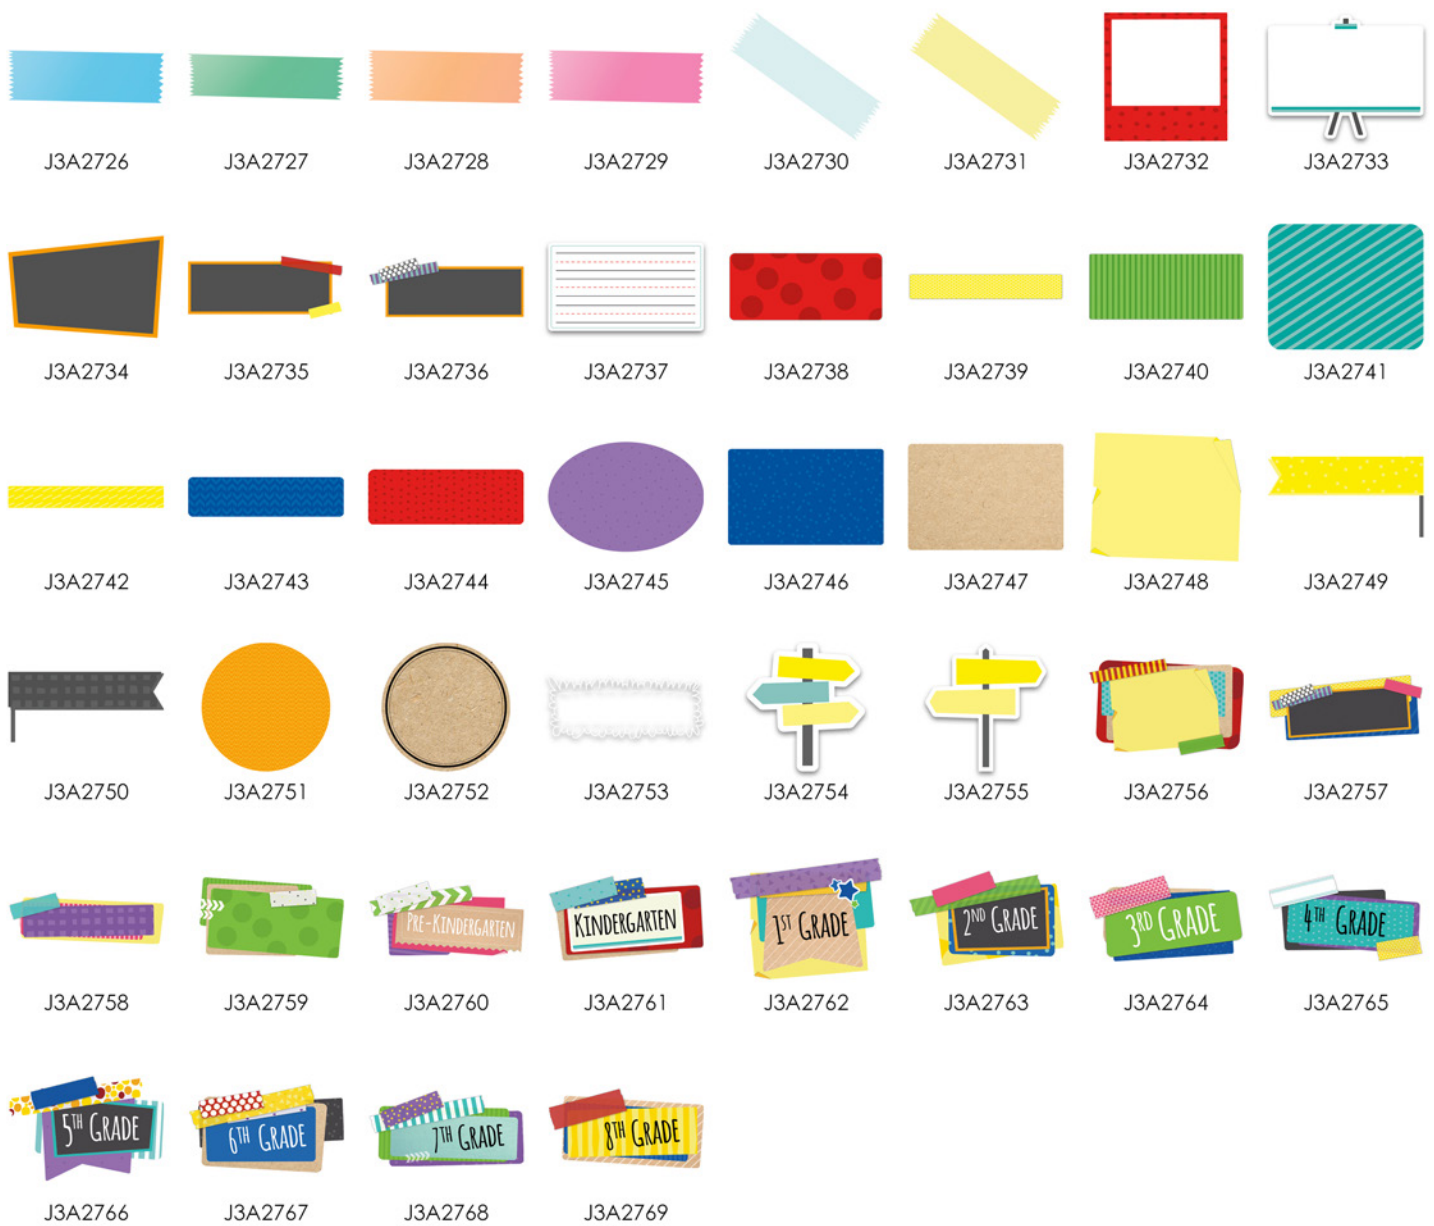 J3A2726 J3A2727 J3A2728 J3A2729 J3A2730 J3A2731 J3A2732 J3A2733
J3A2734 J3A2735 J3A2736 J3A2737 J3A2738 J3A2739 J3A2740 J3A2741
J3A2742 J3A2743 J3A2744 J3A2745 J3A2746 J3A2747 J3A2748 J3A2749
J3A2750 J3A2751 J3A2752 J3A2753 J3A2754 J3A2755 J3A2756 J3A2757
PRE-KINDERGARTEN KINDERGARTEN 1ST GRADE 2ND GRADE 3RD GRADE 4TH GRADE
J3A2758 J3A2759 J3A2760 J3A2761 J3A2762 J3A2763 J3A2764 J3A2765
5TH GRADE 6TH GRADE 7TH GRADE 8TH GRADE
J3A2766 J3A2767 J3A2768 J3A2769